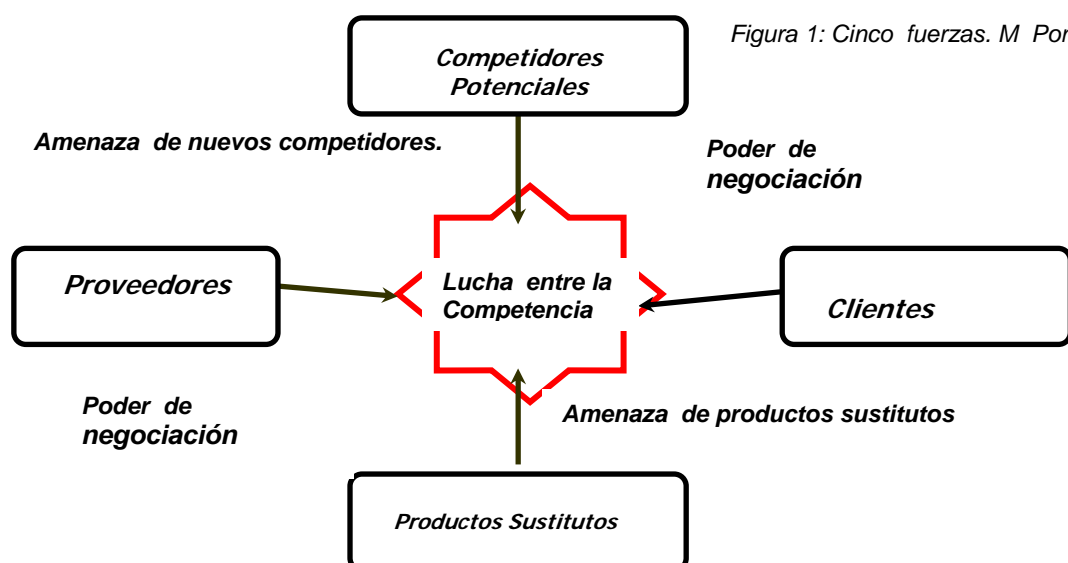 Figura 1: Cinco fuerzas. M Por
Competidores
Potenciales
Amenaza de nuevos competidores.
Poder de
negociación
Proveedores
Lucha entre la
Competencia
Clientes
Poder de
negociación
Amenaza de productos sustitutos
Productos Sustitutos